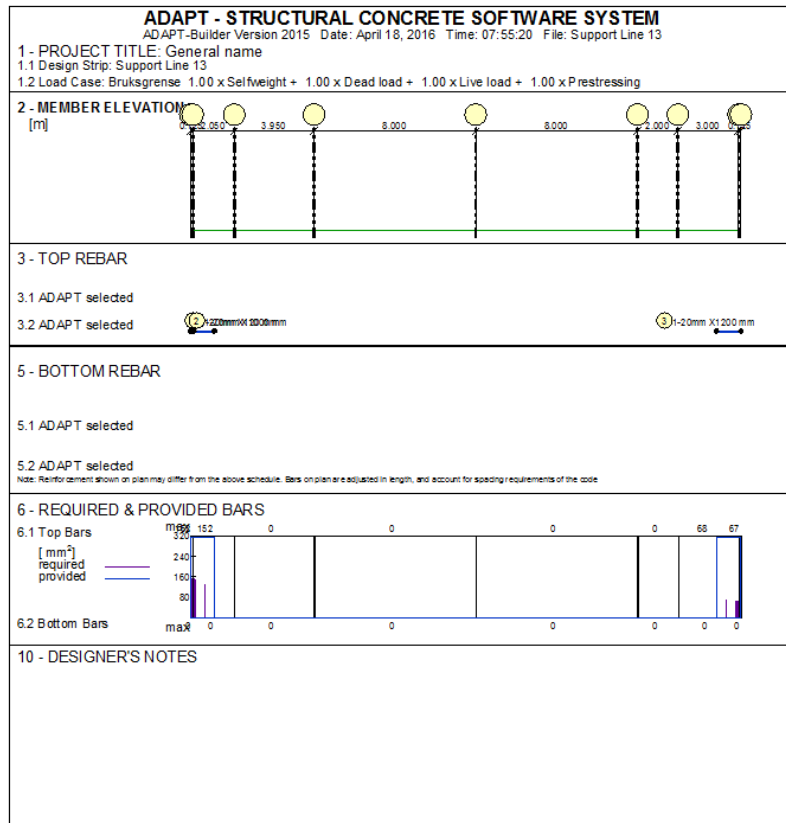 ADAPT - STRUCTURAL CONCRETE SOFTWARE SYSTEM
ADAPT-Builder Version 2015 Date: April 18, 2016 Time: 07:55:20 File: Support Line 13
1 - PROJECT TITLE: General name
1.1 Design Strip: Support Line 13
1.2 Load Case: Bruksgrense 1.00 x Selfweight + 1.00 x Dead load + 1.00 x Live load + 1.00 x Prestressing
2 - MEMBER ELEVATION
[m]
2.050 3.950 8.000 8.000 2.000 3.000
3 - TOP REBAR
3.1 ADAPT selected
3.2 ADAPT selected
2 3 1-20mm X1200 mm
5 - BOTTOM REBAR
5.1 ADAPT selected
5.2 ADAPT selected
Note: Reinforcement shown on plan may differ from the above schedule. Bars on plan are adjusted in length, and account for spacing requirements of the code
6 - REQUIRED & PROVIDED BARS
6.1 Top Bars
max 152 0 0 0 0 68 67
[ mm²]
required
provided
320
240
160
80
6.2 Bottom Bars
max 0 0 0 0 0 0 0 0
10 - DESIGNER'S NOTES